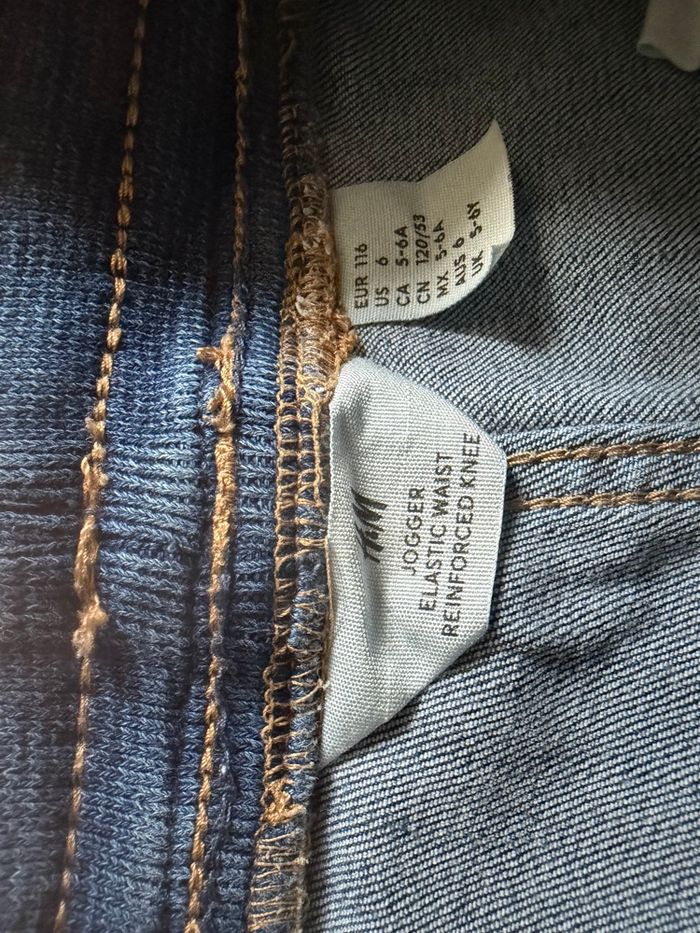 EUR 116
US 6
CA 5-6A
CN 120/53
MX 5-6A
AUS 6
UK 5-6Y
H&M
JOGGER
ELASTIC WAIST
REINFORCED KNEE